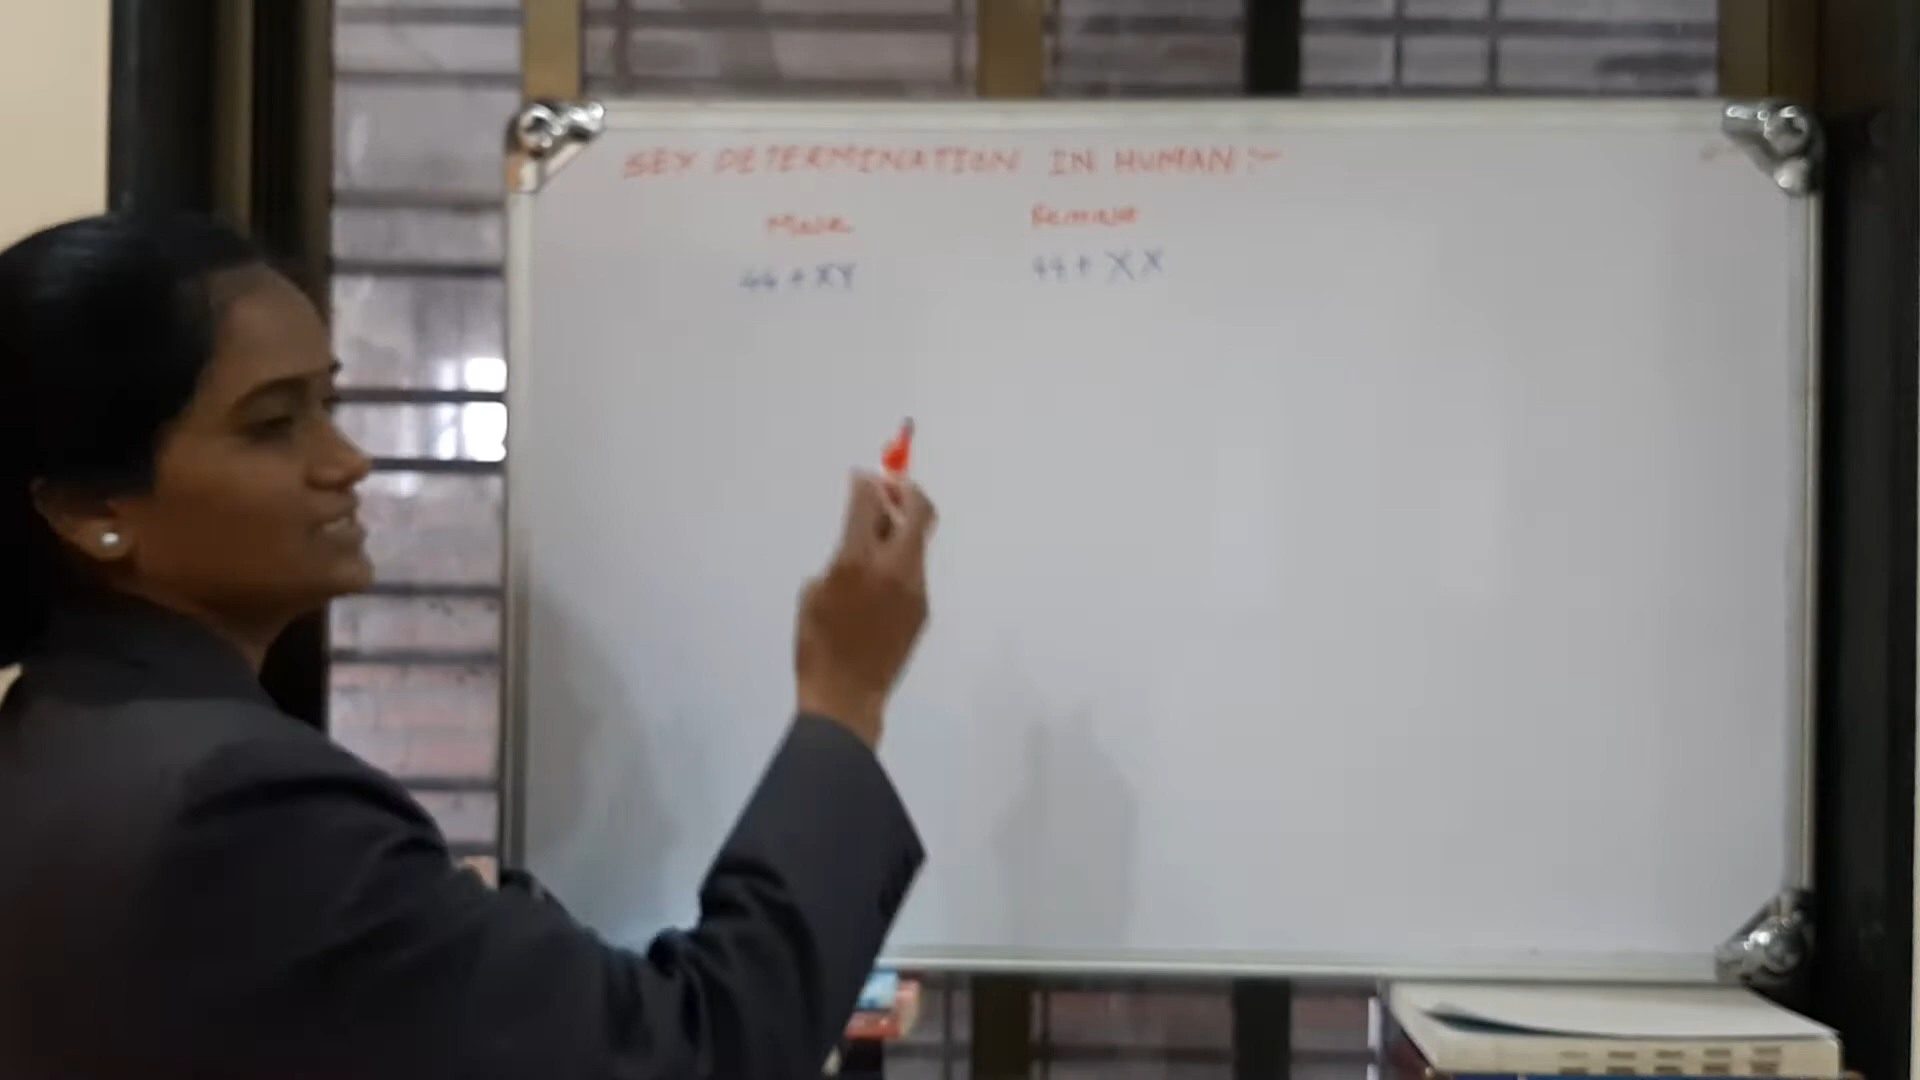 SEX DETERMINATION IN HUMAN :-
Male Female
44 + XY 44 + XX